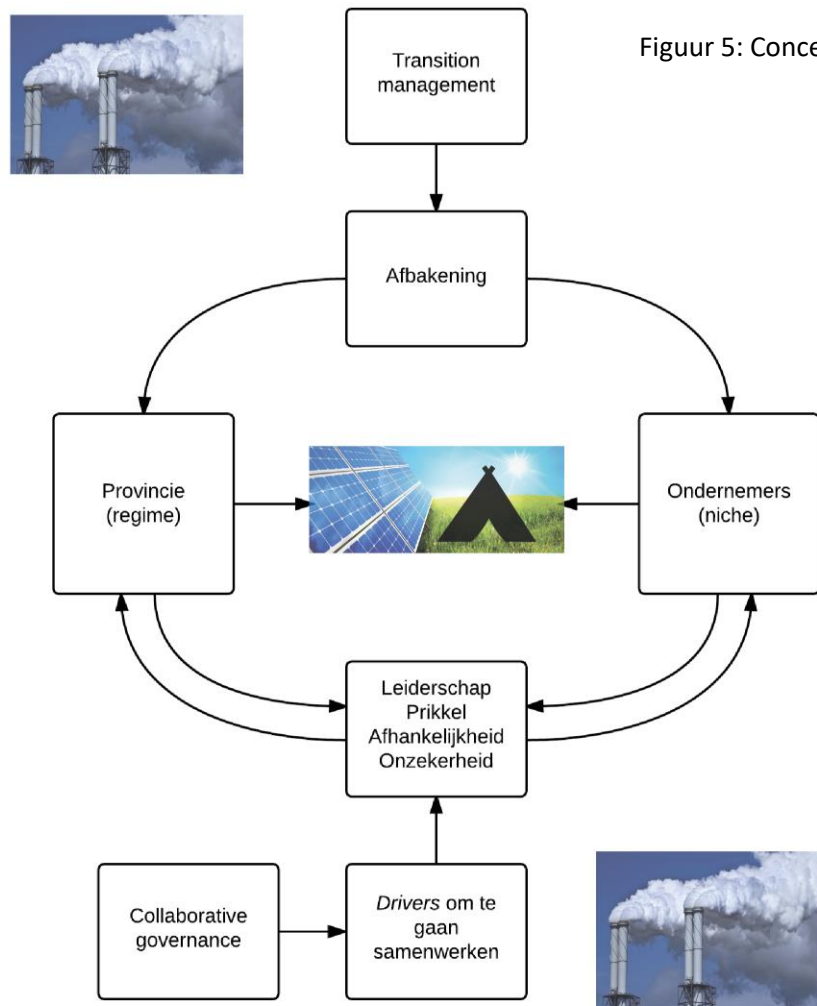 Transition
management
Figuur 5: Conce
Afbakening
Provincie
(regime)
Ondernemers
(niche)
Leiderschap
Prikkel
Afhankelijkheid
Onzekerheid
Collaborative
governance
Drivers om te
gaan
samenwerken